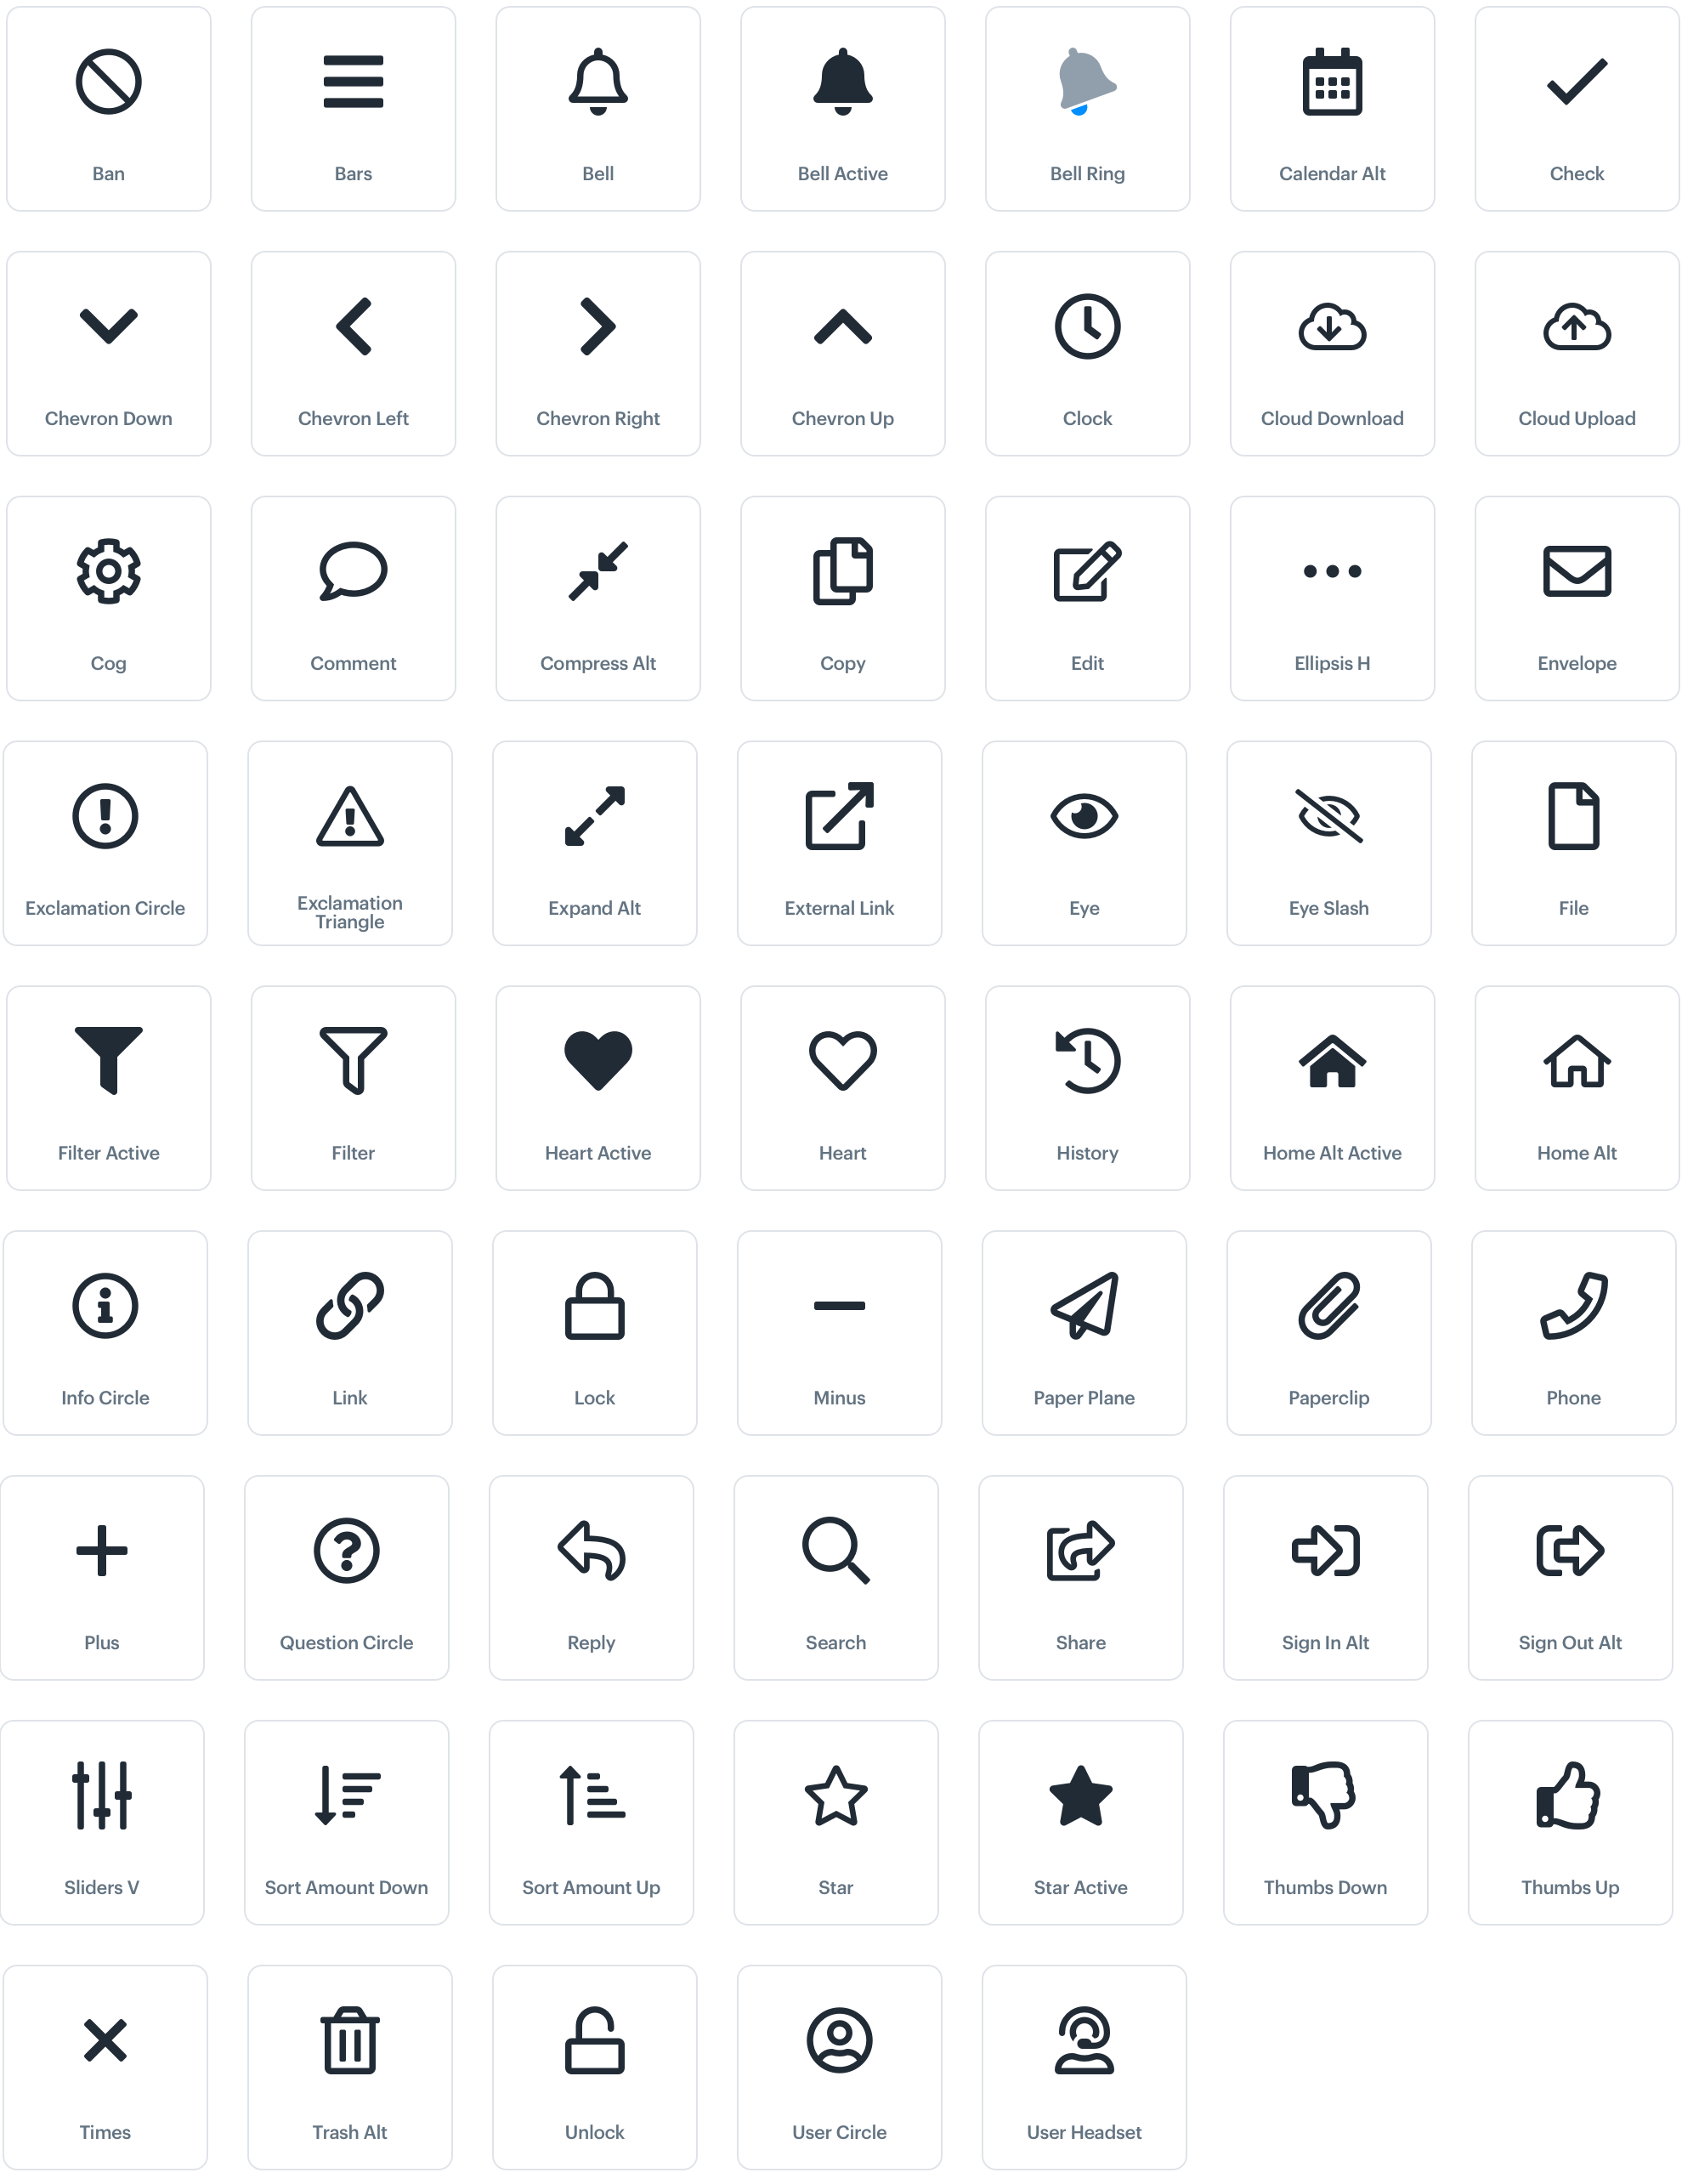 Ban
Bars
Bell
Bell Active
Bell Ring
Calendar Alt
Check
Chevron Down
Chevron Left
Chevron Right
Chevron Up
Clock
Cloud Download
Cloud Upload
Cog
Comment
Compress Alt
Copy
Edit
Ellipsis H
Envelope
Exclamation Circle
Exclamation
Triangle
Expand Alt
External Link
Eye
Eye Slash
File
Filter Active
Filter
Heart Active
Heart
History
Home Alt Active
Home Alt
Info Circle
Link
Lock
Minus
Paper Plane
Paperclip
Phone
Plus
Question Circle
Reply
Search
Share
Sign In Alt
Sign Out Alt
Sliders V
Sort Amount Down
Sort Amount Up
Star
Star Active
Thumbs Down
Thumbs Up
Times
Trash Alt
Unlock
User Circle
User Headset